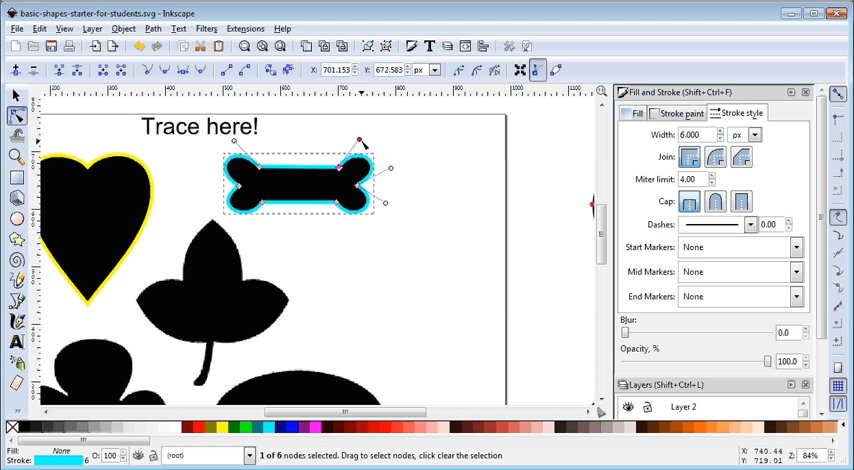 basic-shapes-starter-for-students.svg - Inkscape
File Edit View Layer Object Path Text Filters Extensions Help
X: 701.153 Y: 672.583 px
Trace here!
Fill and Stroke (Shift+Ctrl+F)
Fill Stroke paint Stroke style
Width: 6.000 px
Join:
Miter limit: 4.00
Cap:
Dashes: 0.00
Start Markers: None
Mid Markers: None
End Markers: None
Blur:
0.0
Opacity, %
100.0
Layers (Shift+Ctrl+L)
Layer 2
Fill: None
Stroke: 6
O: 100
(root)
1 of 6 nodes selected. Drag to select nodes, click clear the selection
X: 740.44
Y: 719.01
Z: 84%